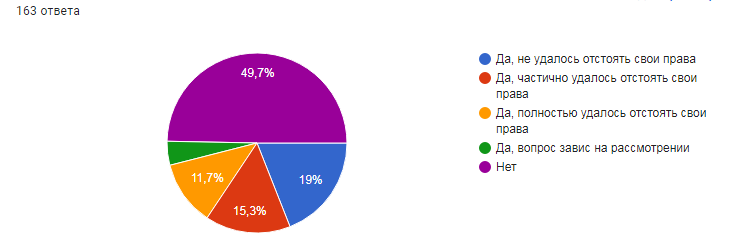 163 ответа
49,7%
19%
15,3%
11,7%
Да, не удалось отстоять свои права
Да, частично удалось отстоять свои
права
Да, полностью удалось отстоять свои
права
Да, вопрос завис на рассмотрении
Нет